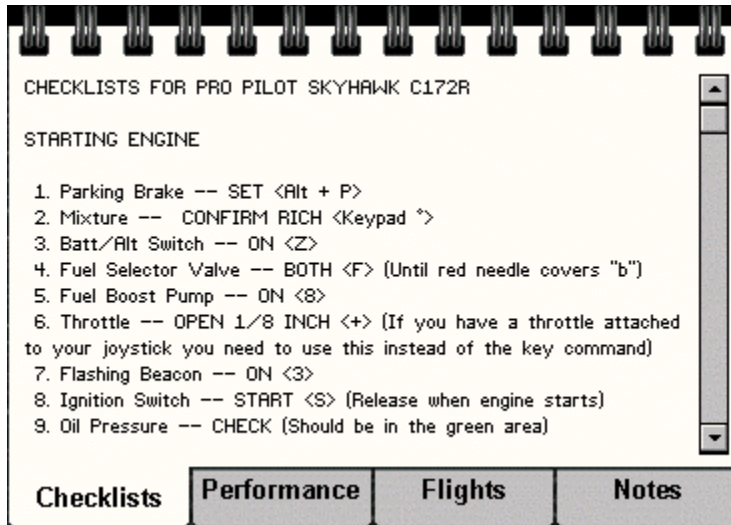 CHECKLISTS FOR PRO PILOT SKYHAWK C172R
STARTING ENGINE
1. Parking Brake -- SET <Alt + P>
2. Mixture -- CONFIRM RICH <Keypad *>
3. Batt/Alt Switch -- ON <Z>
4. Fuel Selector Valve -- BOTH <F> (Until red needle covers "b")
5. Fuel Boost Pump -- ON <8>
6. Throttle -- OPEN 1/8 INCH <+> (If you have a throttle attached
to your joystick you need to use this instead of the key command)
7. Flashing Beacon -- ON <3>
8. Ignition Switch -- START <S> (Release when engine starts)
9. Oil Pressure -- CHECK (Should be in the green area)
Checklists Performance Flights Notes